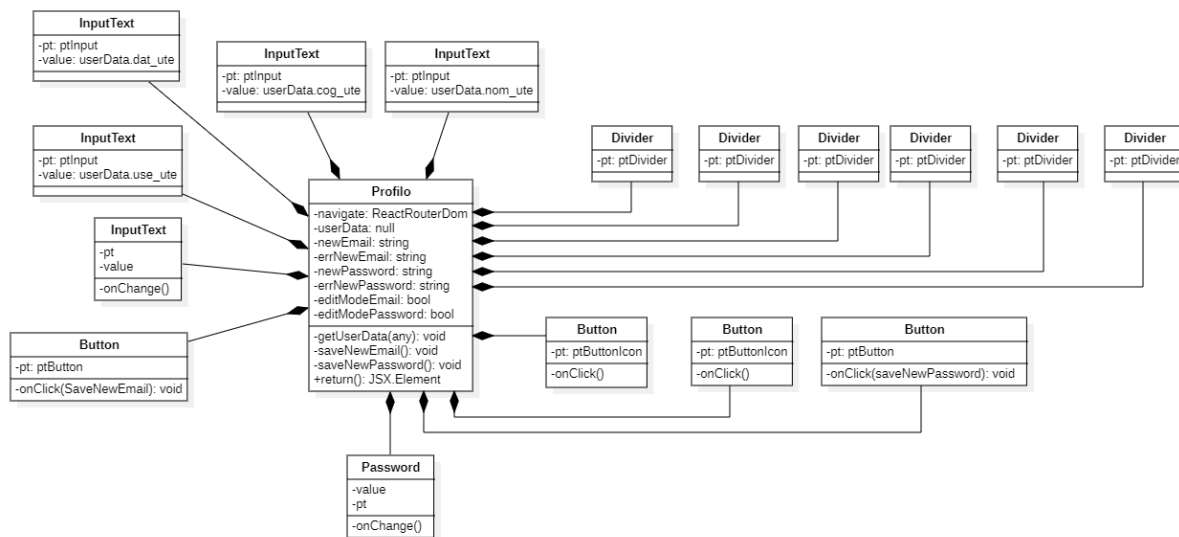 InputText
-pt: ptInput
-value: userData.dat_ute
InputText
-pt: ptInput
-value: userData.cog_ute
InputText
-pt: ptInput
-value: userData.nom_ute
InputText
-pt: ptInput
-value: userData.use_ute
InputText
-pt
-value
-onChange()
Button
-pt: ptButton
-onClick(SaveNewEmail): void
Profilo
-navigate: ReactRouterDom
-userData: null
-newEmail: string
-errNewEmail: string
-newPassword: string
-errNewPassword: string
-editModeEmail: bool
-editModePassword: bool
-getUserData(any): void
-saveNewEmail(): void
-saveNewPassword(): void
+return(): JSX.Element
Divider
-pt: ptDivider
Divider
-pt: ptDivider
Divider
-pt: ptDivider
Divider
-pt: ptDivider
Divider
-pt: ptDivider
Divider
-pt: ptDivider
Button
-pt: ptButtonIcon
-onClick()
Button
-pt: ptButtonIcon
-onClick()
Button
-pt: ptButton
-onClick(saveNewPassword): void
Password
-value
-pt
-onChange()